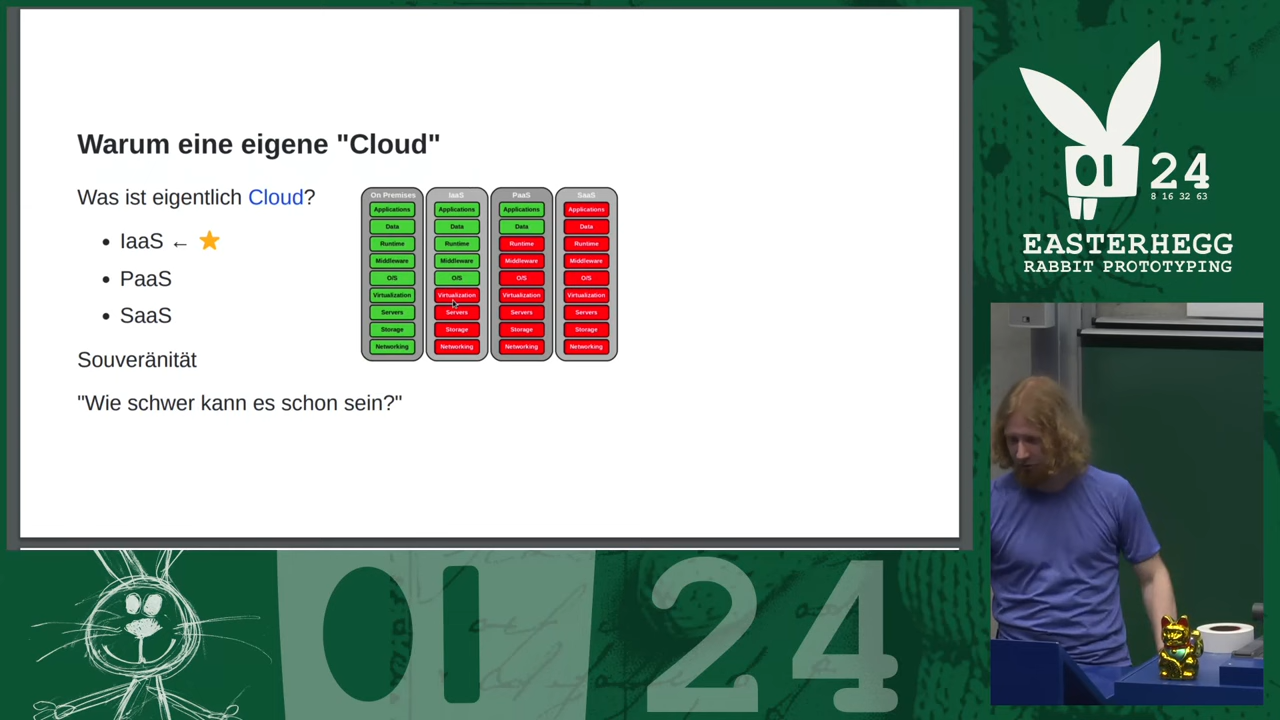 Warum eine eigene "Cloud"
Was ist eigentlich Cloud?
• IaaS ← ⭐
• PaaS
• SaaS
Souveränität
"Wie schwer kann es schon sein?"
On Premises
Applications
Data
Runtime
Middleware
O/S
Virtualization
Servers
Storage
Networking
IaaS
Applications
Data
Runtime
Middleware
O/S
Virtualization
Servers
Storage
Networking
PaaS
Applications
Data
Runtime
Middleware
O/S
Virtualization
Servers
Storage
Networking
SaaS
Applications
Data
Runtime
Middleware
O/S
Virtualization
Servers
Storage
Networking
24
8 16 32 63
EASTERHEGG
RABBIT PROTOTYPING
24